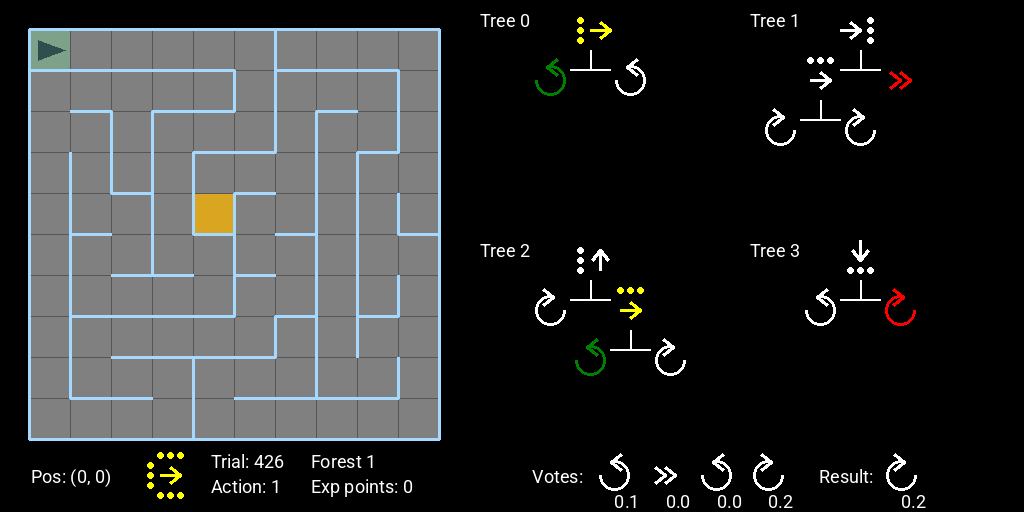 Tree 0
Tree 1
Tree 2
Tree 3
Pos: (0, 0)
Trial: 426
Forest 1
Action: 1
Exp points: 0
Votes:
0.1
0.0
0.0
0.2
Result:
0.2